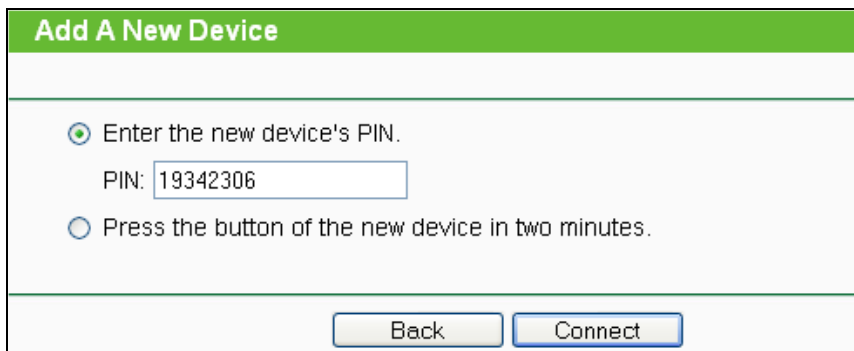 Add A New Device
Enter the new device's PIN.
PIN: 19342306
Press the button of the new device in two minutes.
Back Connect